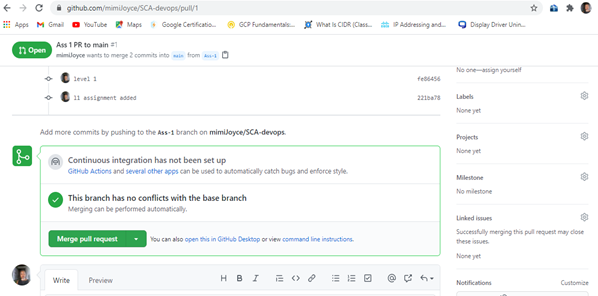 github.com/mimiJoyce/SCA-devops/pull/1
Apps
Gmail
YouTube
Maps
Google Certificatio...
GCP Fundamentals:...
What Is CIDR (Class...
IP Addressing and...
Display Driver Unin...
Open
Ass 1 PR to main #1
mimiJoyce wants to merge 2 commits into main from Ass-1
level 1
fe86456
l1 assignment added
221ba78
Add more commits by pushing to the Ass-1 branch on mimiJoyce/SCA-devops.
Continuous integration has not been set up
GitHub Actions and several other apps can be used to automatically catch bugs and enforce style.
This branch has no conflicts with the base branch
Merging can be performed automatically.
Merge pull request
You can also open this in GitHub Desktop or view command line instructions.
Write
Preview
H B I
No one—assign yourself
Labels
None yet
Projects
None yet
Milestone
No milestone
Linked issues
Successfully merging this pull request may close
these issues.
None yet
Notifications
Customize